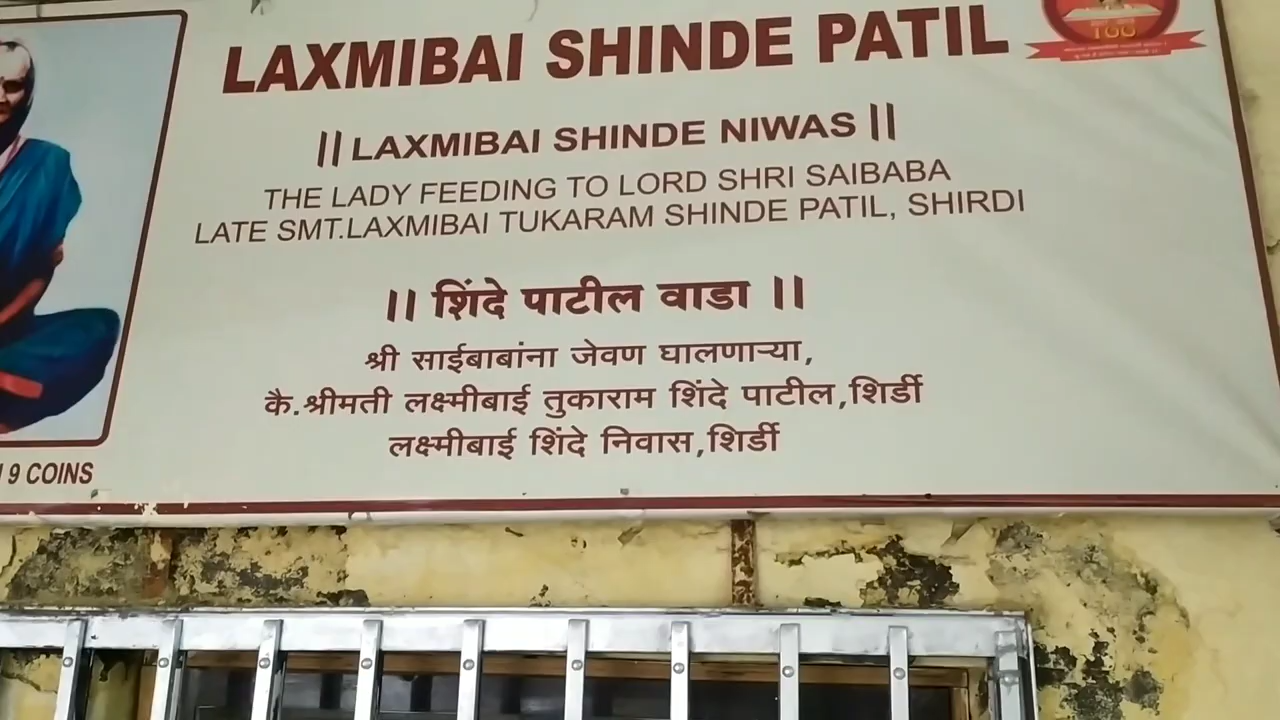 LAXMIBAI SHINDE PATIL
100
|| LAXMIBAI SHINDE NIWAS ||
THE LADY FEEDING TO LORD SHRI SAIBABA
LATE SMT.LAXMIBAI TUKARAM SHINDE PATIL, SHIRDI
|| शिंदे पाटील वाडा ||
श्री साईबाबांना जेवण घालणाऱ्या,
कै.श्रीमती लक्ष्मीबाई तुकाराम शिंदे पाटील,शिर्डी
लक्ष्मीबाई शिंदे निवास,शिर्डी
9 COINS